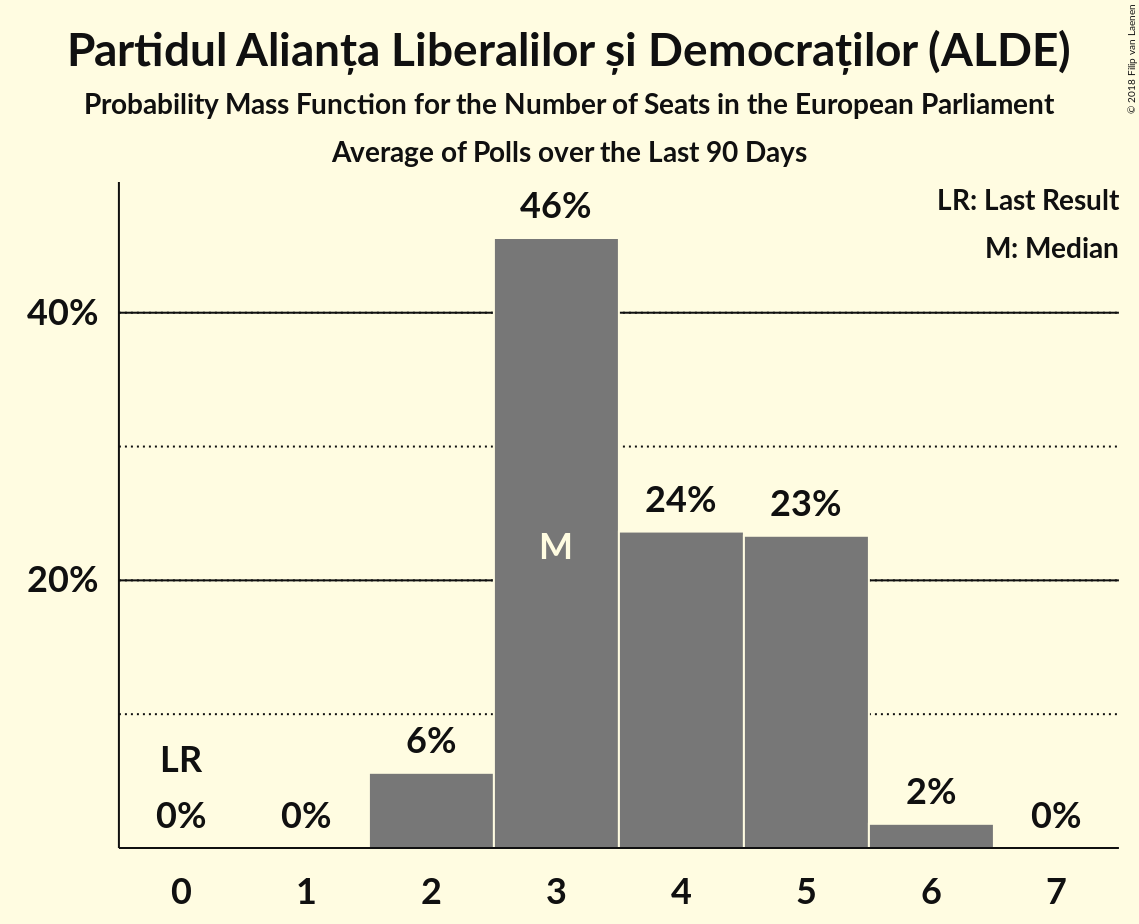 Partidul Alianța Liberalilor și Democraților (ALDE)
Probability Mass Function for the Number of Seats in the European Parliament
Average of Polls over the Last 90 Days
© 2018 Filip van Laenen
LR: Last Result
M: Median
46%
40%
24%
23%
M
20%
6%
LR
2%
0%
0%
0%
0 1 2 3 4 5 6 7